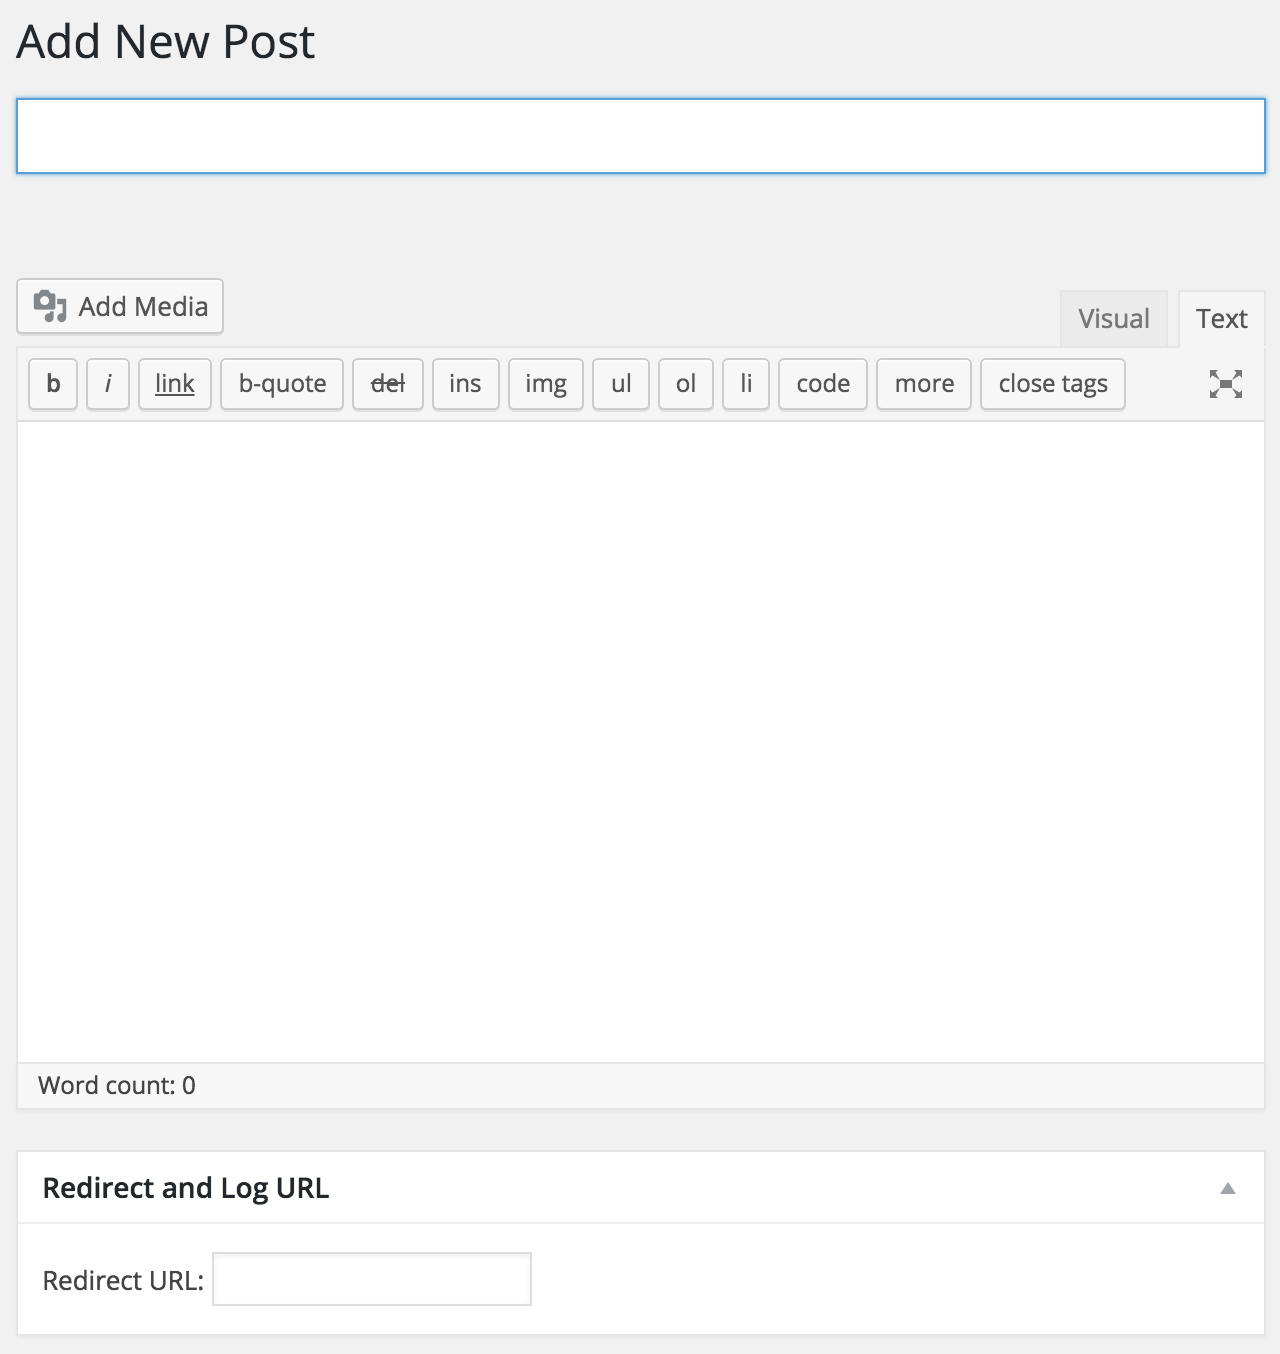 Add New Post
Add Media
Visual Text
b i link b-quote del ins img ul ol li code more close tags
Word count: 0
Redirect and Log URL
Redirect URL: